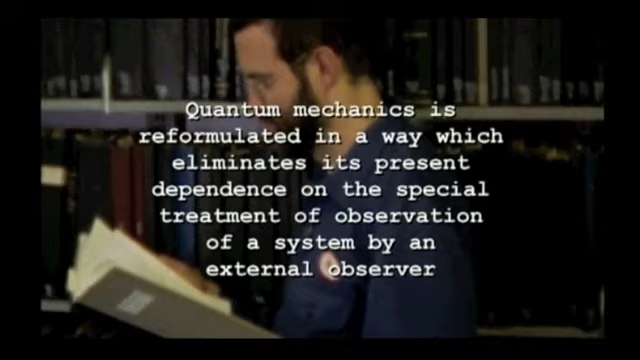 Quantum mechanics is
reformulated in a way which
eliminates its present
dependence on the special
treatment of observation
of a system by an
external observer